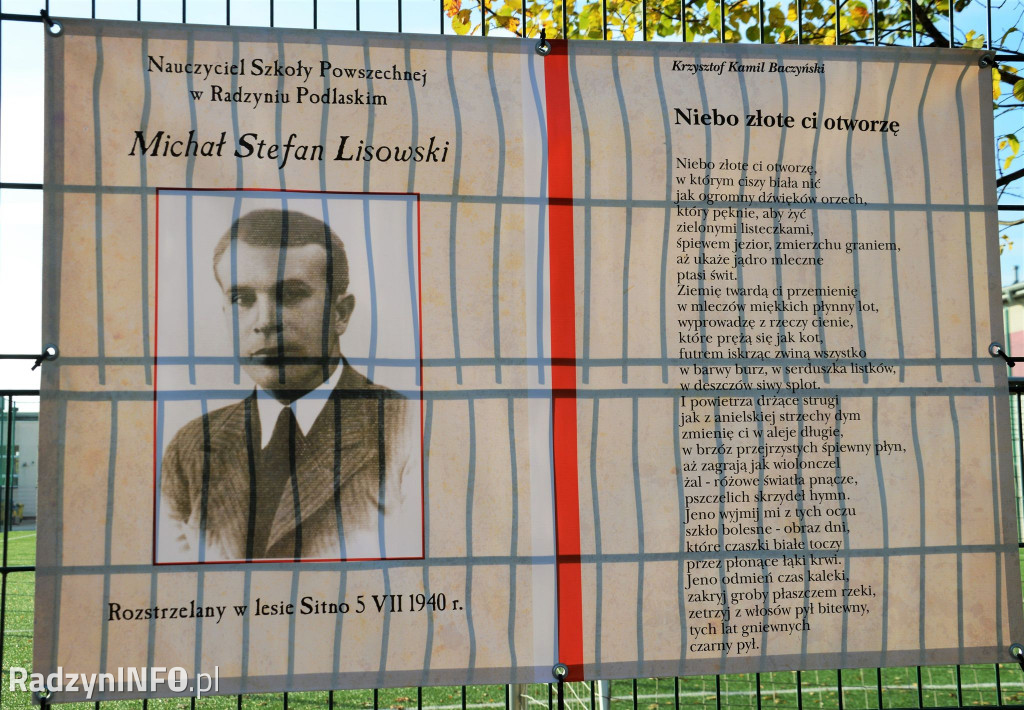 Nauczyciel Szkoły Powszechnej
w Radzyniu Podlaskim
Michał Stefan Lisowski
Rozstrzelany w lesie Sitno 5 VII 1940 r.
Krzysztof Kamil Baczyński
Niebo złote ci otworzę
Niebo złote ci otworzę,
w którym ciszy biała nić
jak ogromny dźwięków orzech,
który pęknie, aby żyć
zielonymi listeczkami,
śpiewem jezior, zmierzchu graniem,
aż ukaże jądro mleczne
ptasi świt.
Ziemię twardą ci przemienię
w mleczów miękkich płynny lot,
wyprowadzę z rzeczy cienie,
które prężą się jak kot,
futrem iskrząc zwiną wszystko
w barwy burz, w serduszka listków,
w deszczów siwy splot.
I powietrza drżące strugi
jak z anielskiej strzechy dym
zmienię ci w aleje długie,
w brzóz przejrzystych śpiewny płyn,
aż zagrają jak wiolonczel
żal - różowe światła pnącze,
pszczelich skrzydeł hymn.
Jeno wyjmij mi z tych oczu
szkło bolesne - obraz dni,
które czaszki białe toczy
przez płonące łąki krwi.
Jeno odmień czas kaleki,
zakryj groby płaszczem rzeki,
zetrzyj z włosów pył bitewny,
tych lat gniewnych
czarny pył.
RadzynINFO.pl